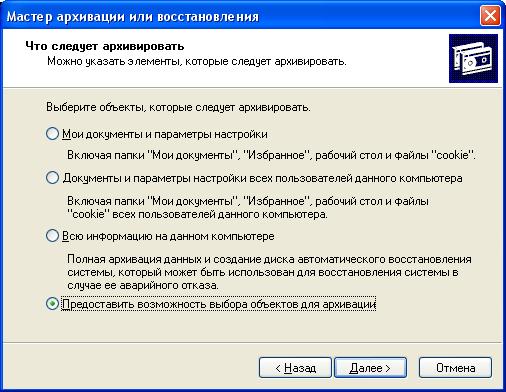 Мастер архивации или восстановления
Что следует архивировать
Можно указать элементы, которые следует архивировать.
Выберите объекты, которые следует архивировать.
Мои документы и параметры настройки
Включая папки "Мои документы", "Избранное", рабочий стол и файлы "cookie".
Документы и параметры настройки всех пользователей данного компьютера
Включая папки "Мои документы", "Избранное", рабочий стол и файлы
"cookie" всех пользователей данного компьютера.
Всю информацию на данном компьютере
Полная архивация данных и создание диска автоматического восстановления
системы, который может быть использован для восстановления системы в
случае ее аварийного отказа.
Предоставить возможность выбора объектов для архивации
< Назад
Далее >
Отмена